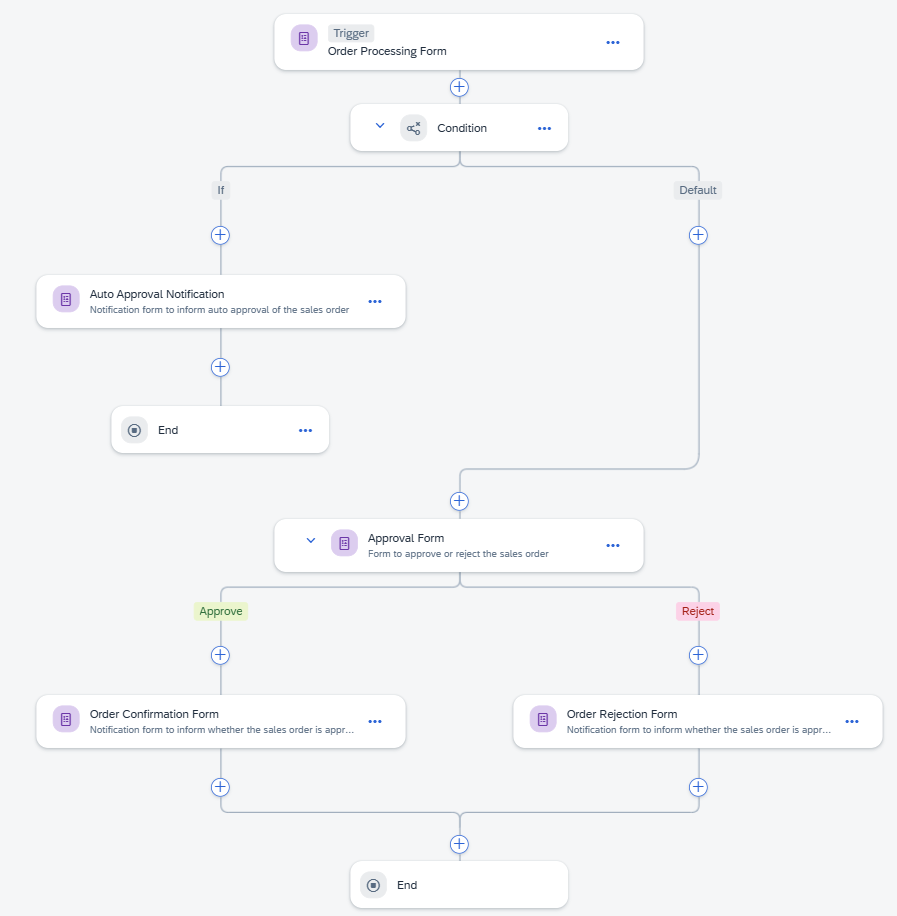 Trigger
Order Processing Form
Condition
If
Default
Auto Approval Notification
Notification form to inform auto approval of the sales order
End
Approval Form
Form to approve or reject the sales order
Approve
Reject
Order Confirmation Form
Notification form to inform whether the sales order is appr...
Order Rejection Form
Notification form to inform whether the sales order is appr...
End